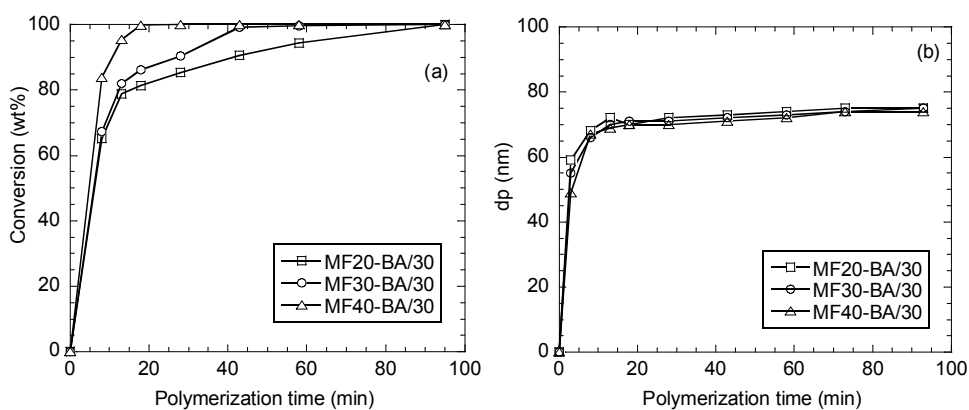 100
80
60
40
20
0
Conversion (wt%)
(a)
MF20-BA/30
MF30-BA/30
MF40-BA/30
0 20 40 60 80 100
Polymerization time (min)
100
80
60
40
20
0
dp (nm)
(b)
MF20-BA/30
MF30-BA/30
MF40-BA/30
0 20 40 60 80 100
Polymerization time (min)